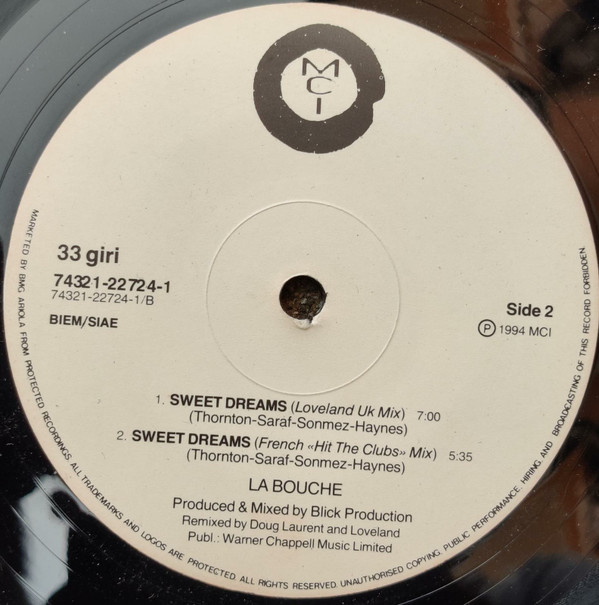 MCI
33 giri
74321-22724-1
74321-22724-1/B
BIEM/SIAE
Side 2
Ⓟ 1994 MCI
1. SWEET DREAMS (Loveland Uk Mix) 7:00
(Thornton-Saraf-Sonmez-Haynes)
2. SWEET DREAMS (French «Hit The Clubs» Mix) 5:35
(Thornton-Saraf-Sonmez-Haynes)
LA BOUCHE
Produced & Mixed by Blick Production
Remixed by Doug Laurent and Loveland
Publ.: Warner Chappell Music Limited
MARKETED BY BMG ARIOLA FROM PROTECTED RECORDINGS. ALL TRADEMARKS AND LOGOS ARE PROTECTED. ALL RIGHTS RESERVED. UNAUTHORISED COPYING, PUBLIC PERFORMANCE, HIRING AND BROADCASTING OF THIS RECORD FORBIDDEN.